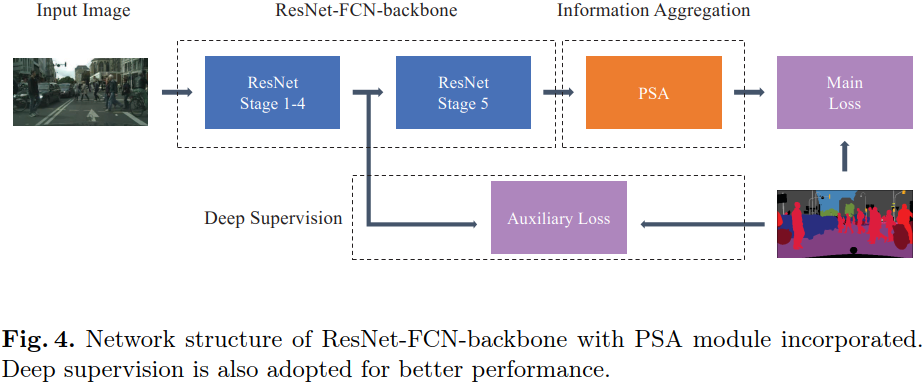 Input Image
ResNet-FCN-backbone
Information Aggregation
ResNet
Stage 1-4
ResNet
Stage 5
PSA
Main
Loss
Deep Supervision
Auxiliary Loss
Fig. 4. Network structure of ResNet-FCN-backbone with PSA module incorporated.
Deep supervision is also adopted for better performance.